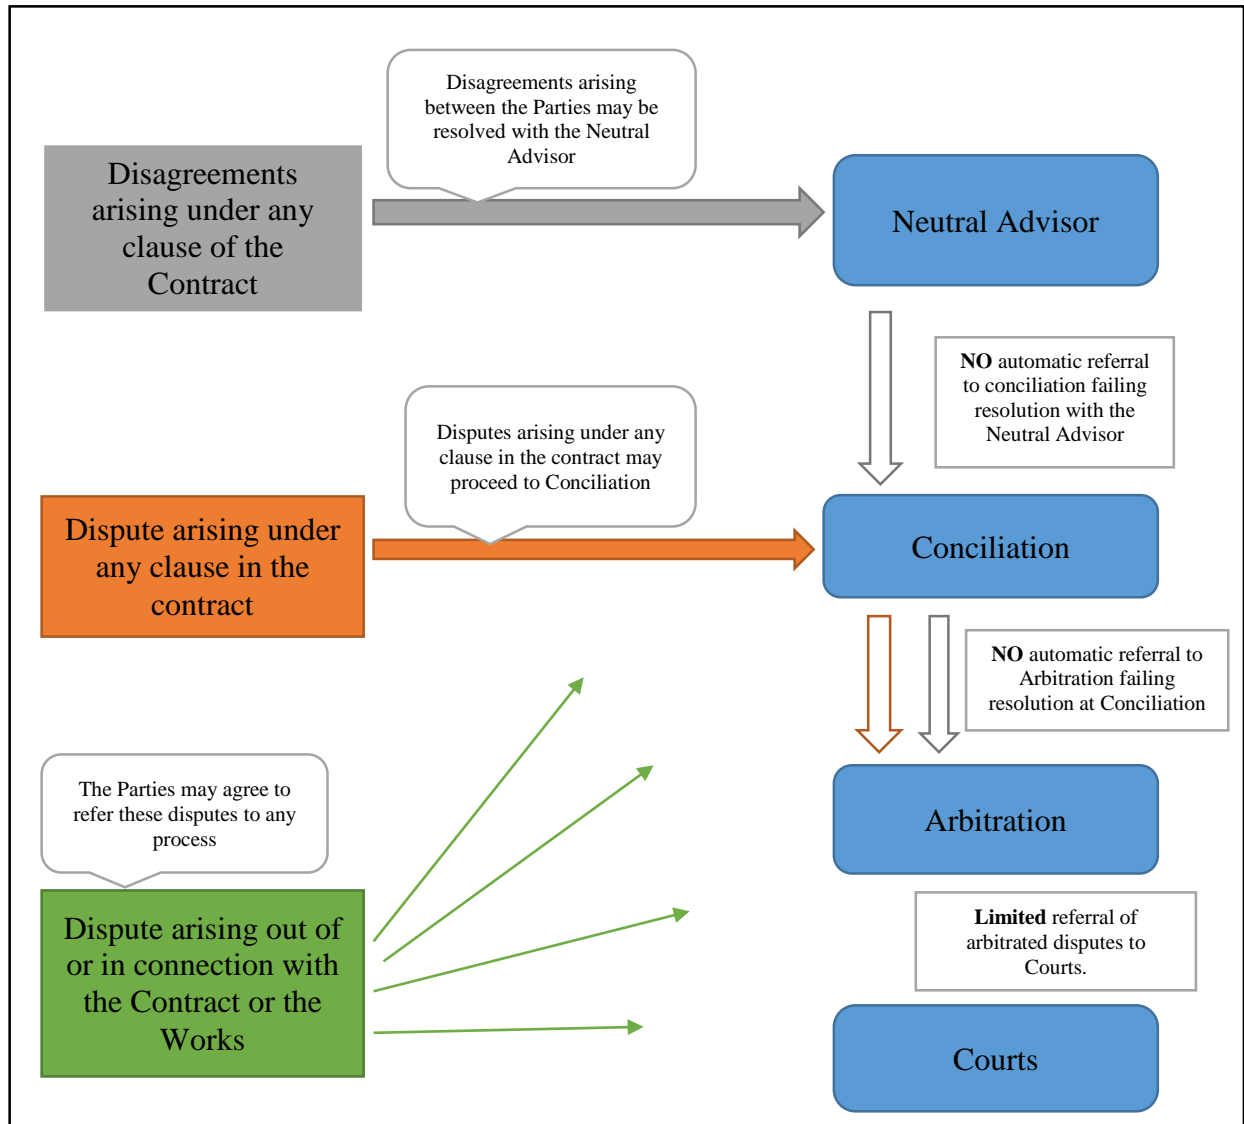 Disagreements arising
between the Parties may be
resolved with the Neutral
Advisor
Disagreements
arising under any
clause of the
Contract
Neutral Advisor
NO automatic referral
to conciliation failing
resolution with the
Neutral Advisor
Disputes arising under any
clause in the contract may
proceed to Conciliation
Dispute arising under
any clause in the
contract
Conciliation
NO automatic referral to
Arbitration failing
resolution at Conciliation
The Parties may agree to
refer these disputes to any
process
Arbitration
Dispute arising out of
or in connection with
the Contract or the
Works
Limited referral of
arbitrated disputes to
Courts.
Courts